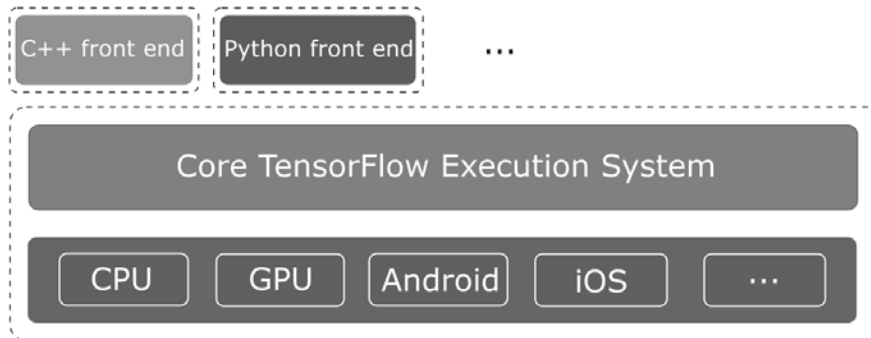 C++ front end
Python front end
...
Core TensorFlow Execution System
CPU
GPU
Android
iOS
...